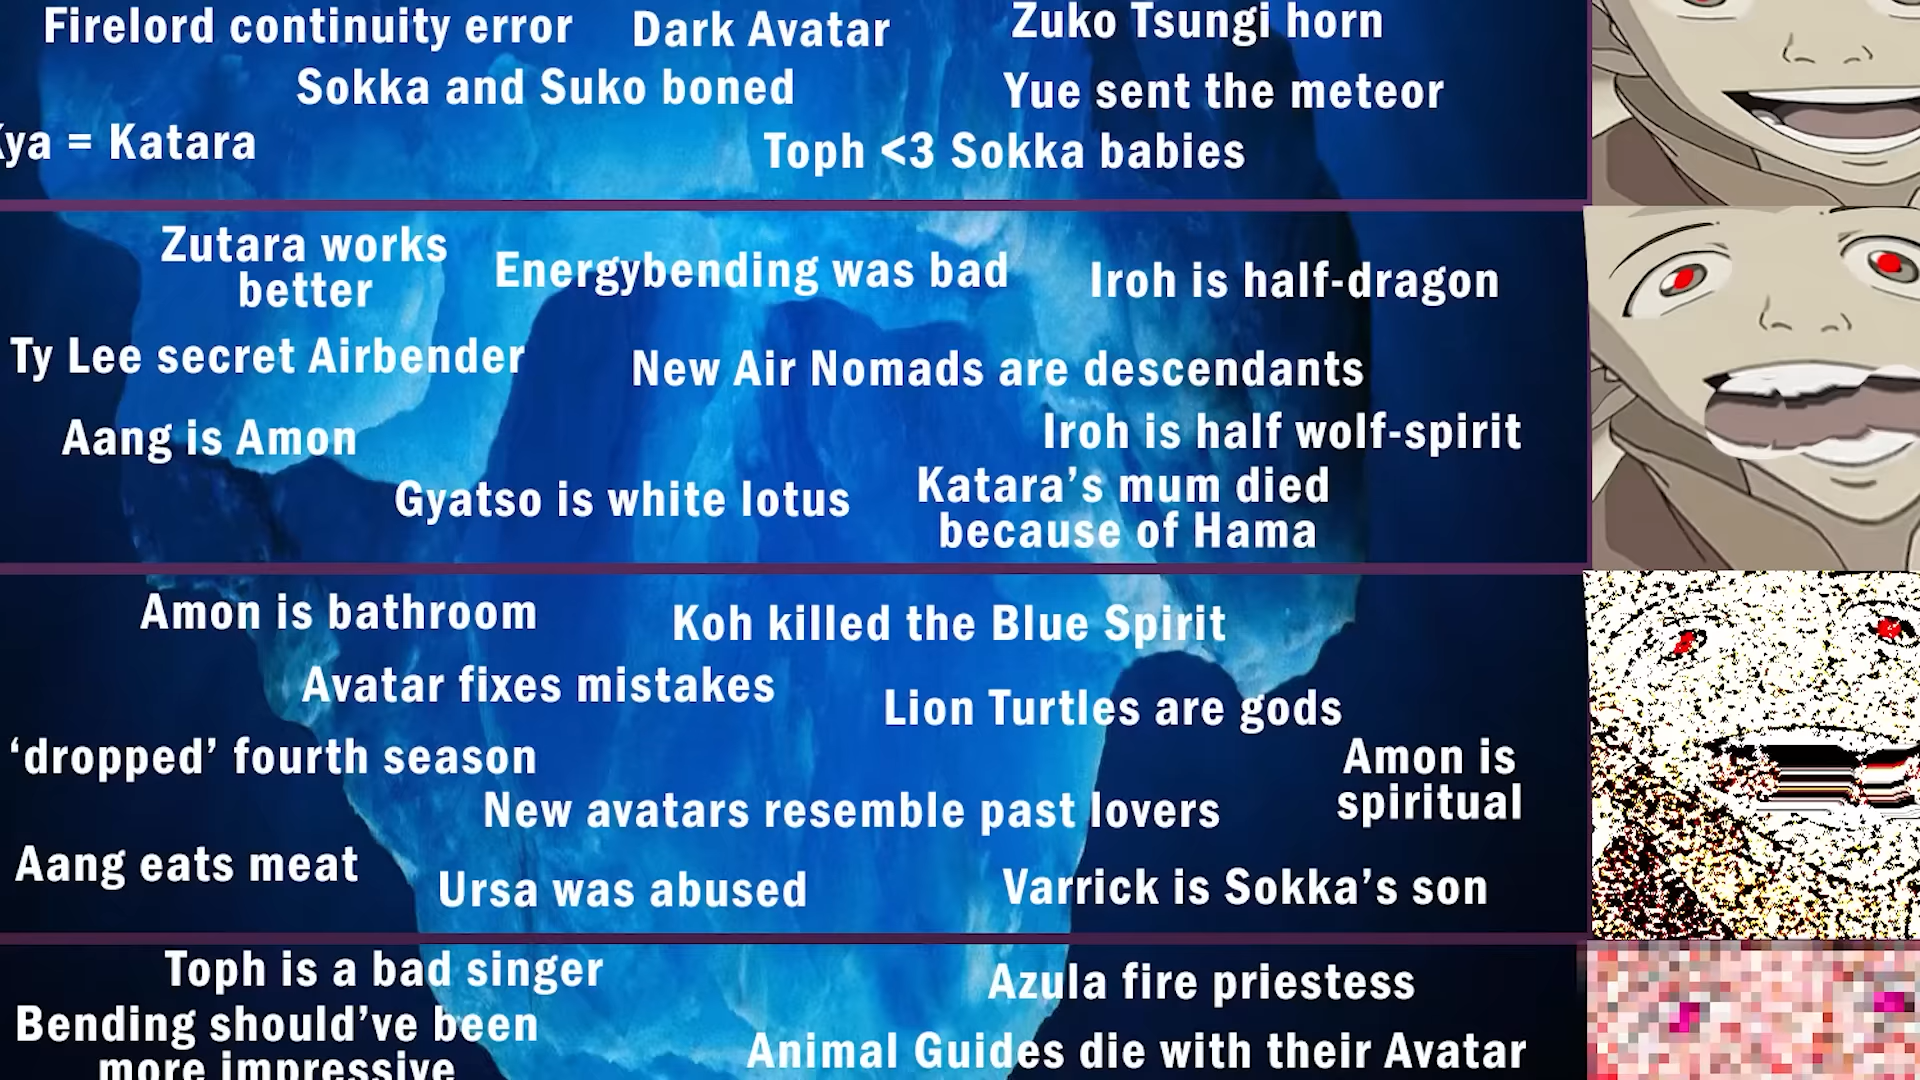 Firelord continuity error
Dark Avatar
Zuko Tsungi horn
Sokka and Suko boned
Yue sent the meteor
Kya = Katara
Toph <3 Sokka babies
Zutara works
better
Energybending was bad
Iroh is half-dragon
Ty Lee secret Airbender
New Air Nomads are descendants
Aang is Amon
Iroh is half wolf-spirit
Gyatso is white lotus
Katara’s mum died
because of Hama
Amon is bathroom
Koh killed the Blue Spirit
Avatar fixes mistakes
Lion Turtles are gods
‘dropped’ fourth season
Amon is
spiritual
New avatars resemble past lovers
Aang eats meat
Ursa was abused
Varrick is Sokka’s son
Toph is a bad singer
Azula fire priestess
Bending should’ve been
more impressive
Animal Guides die with their Avatar